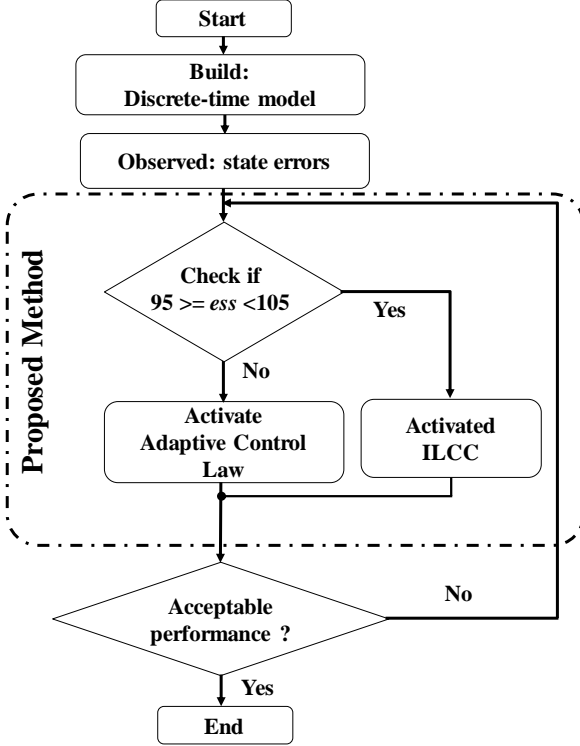 Start
Build:
Discrete-time model
Observed: state errors
Proposed Method
Check if
95 >= ess <105
Yes
No
Activate
Adaptive Control
Law
Activated
ILCC
Acceptable
performance ?
No
Yes
End